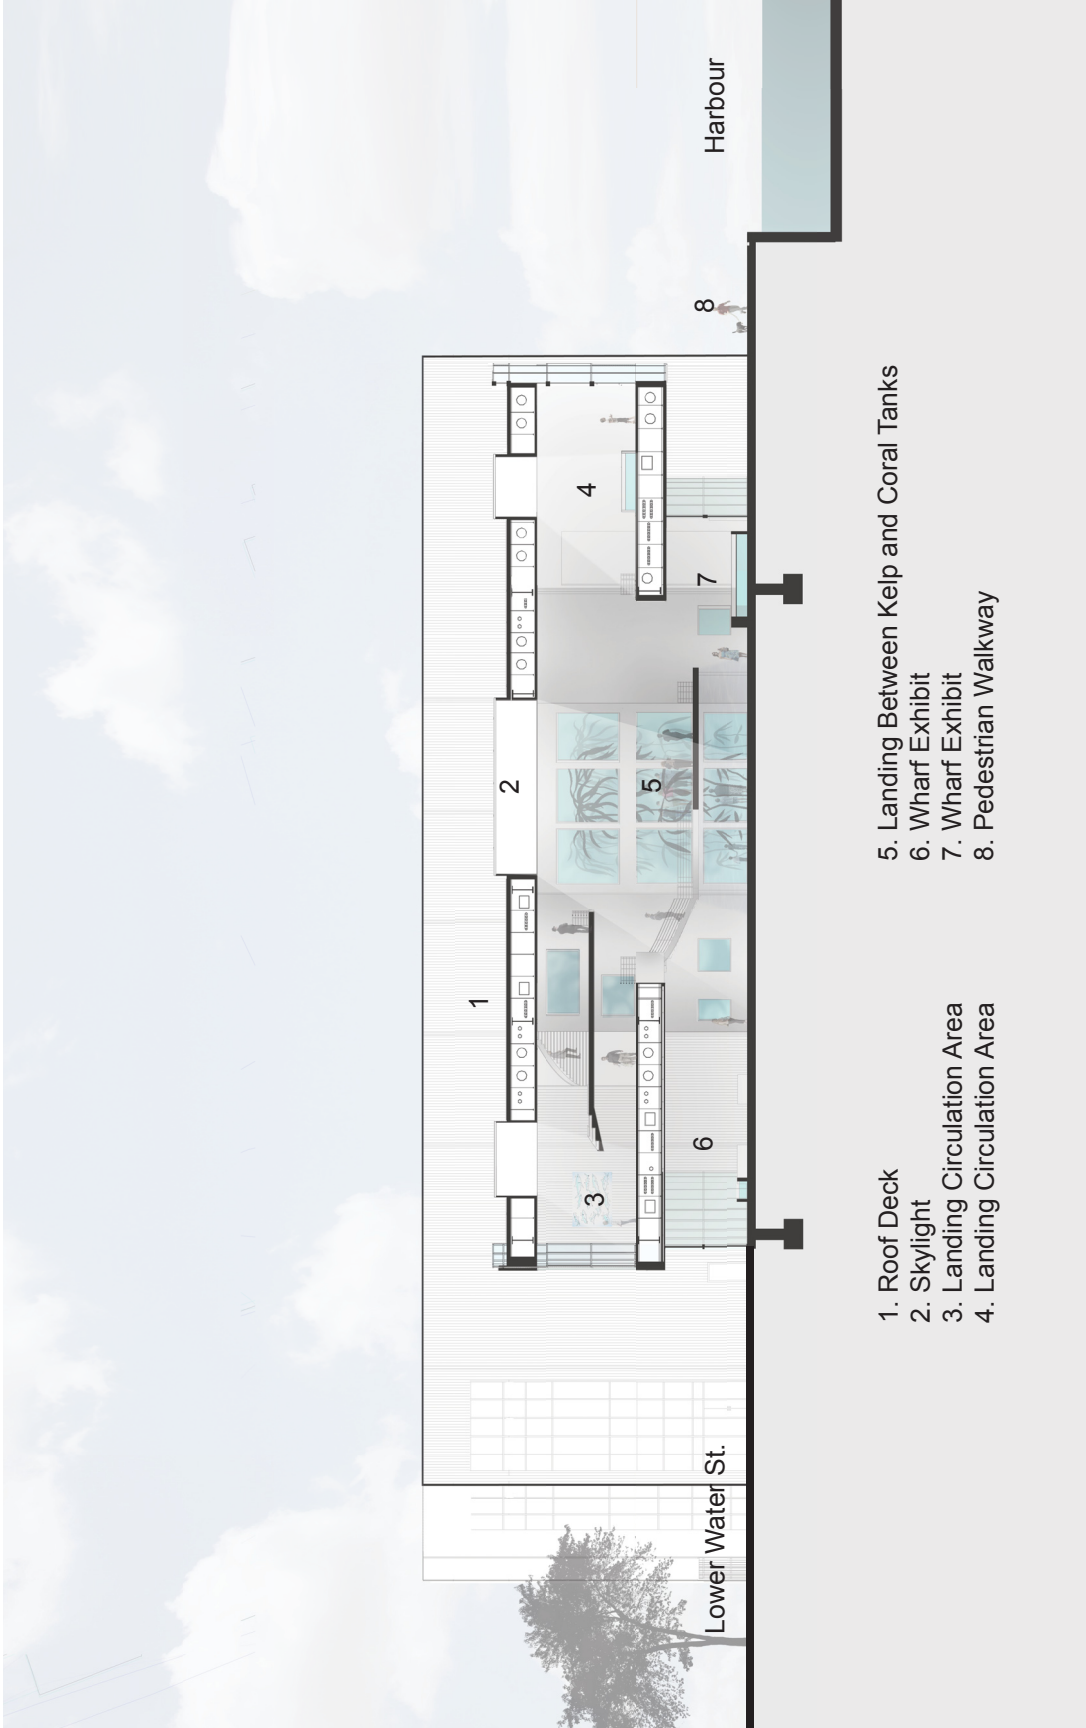 1
2
3
4
5
6
7
8
Lower Water St.
Harbour
1. Roof Deck
2. Skylight
3. Landing Circulation Area
4. Landing Circulation Area
5. Landing Between Kelp and Coral Tanks
6. Wharf Exhibit
7. Wharf Exhibit
8. Pedestrian Walkway